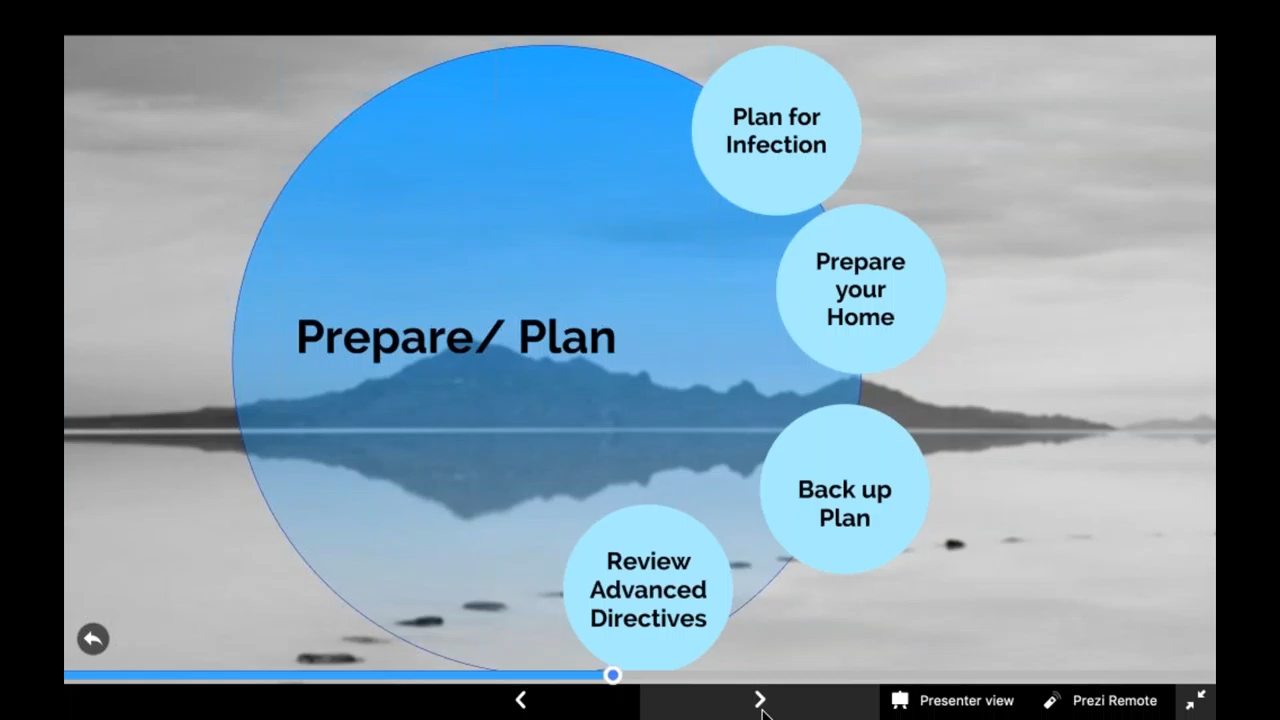 Plan for
Infection
Prepare
your
Home
Prepare/ Plan
Back up
Plan
Review
Advanced
Directives
Presenter view
Prezi Remote